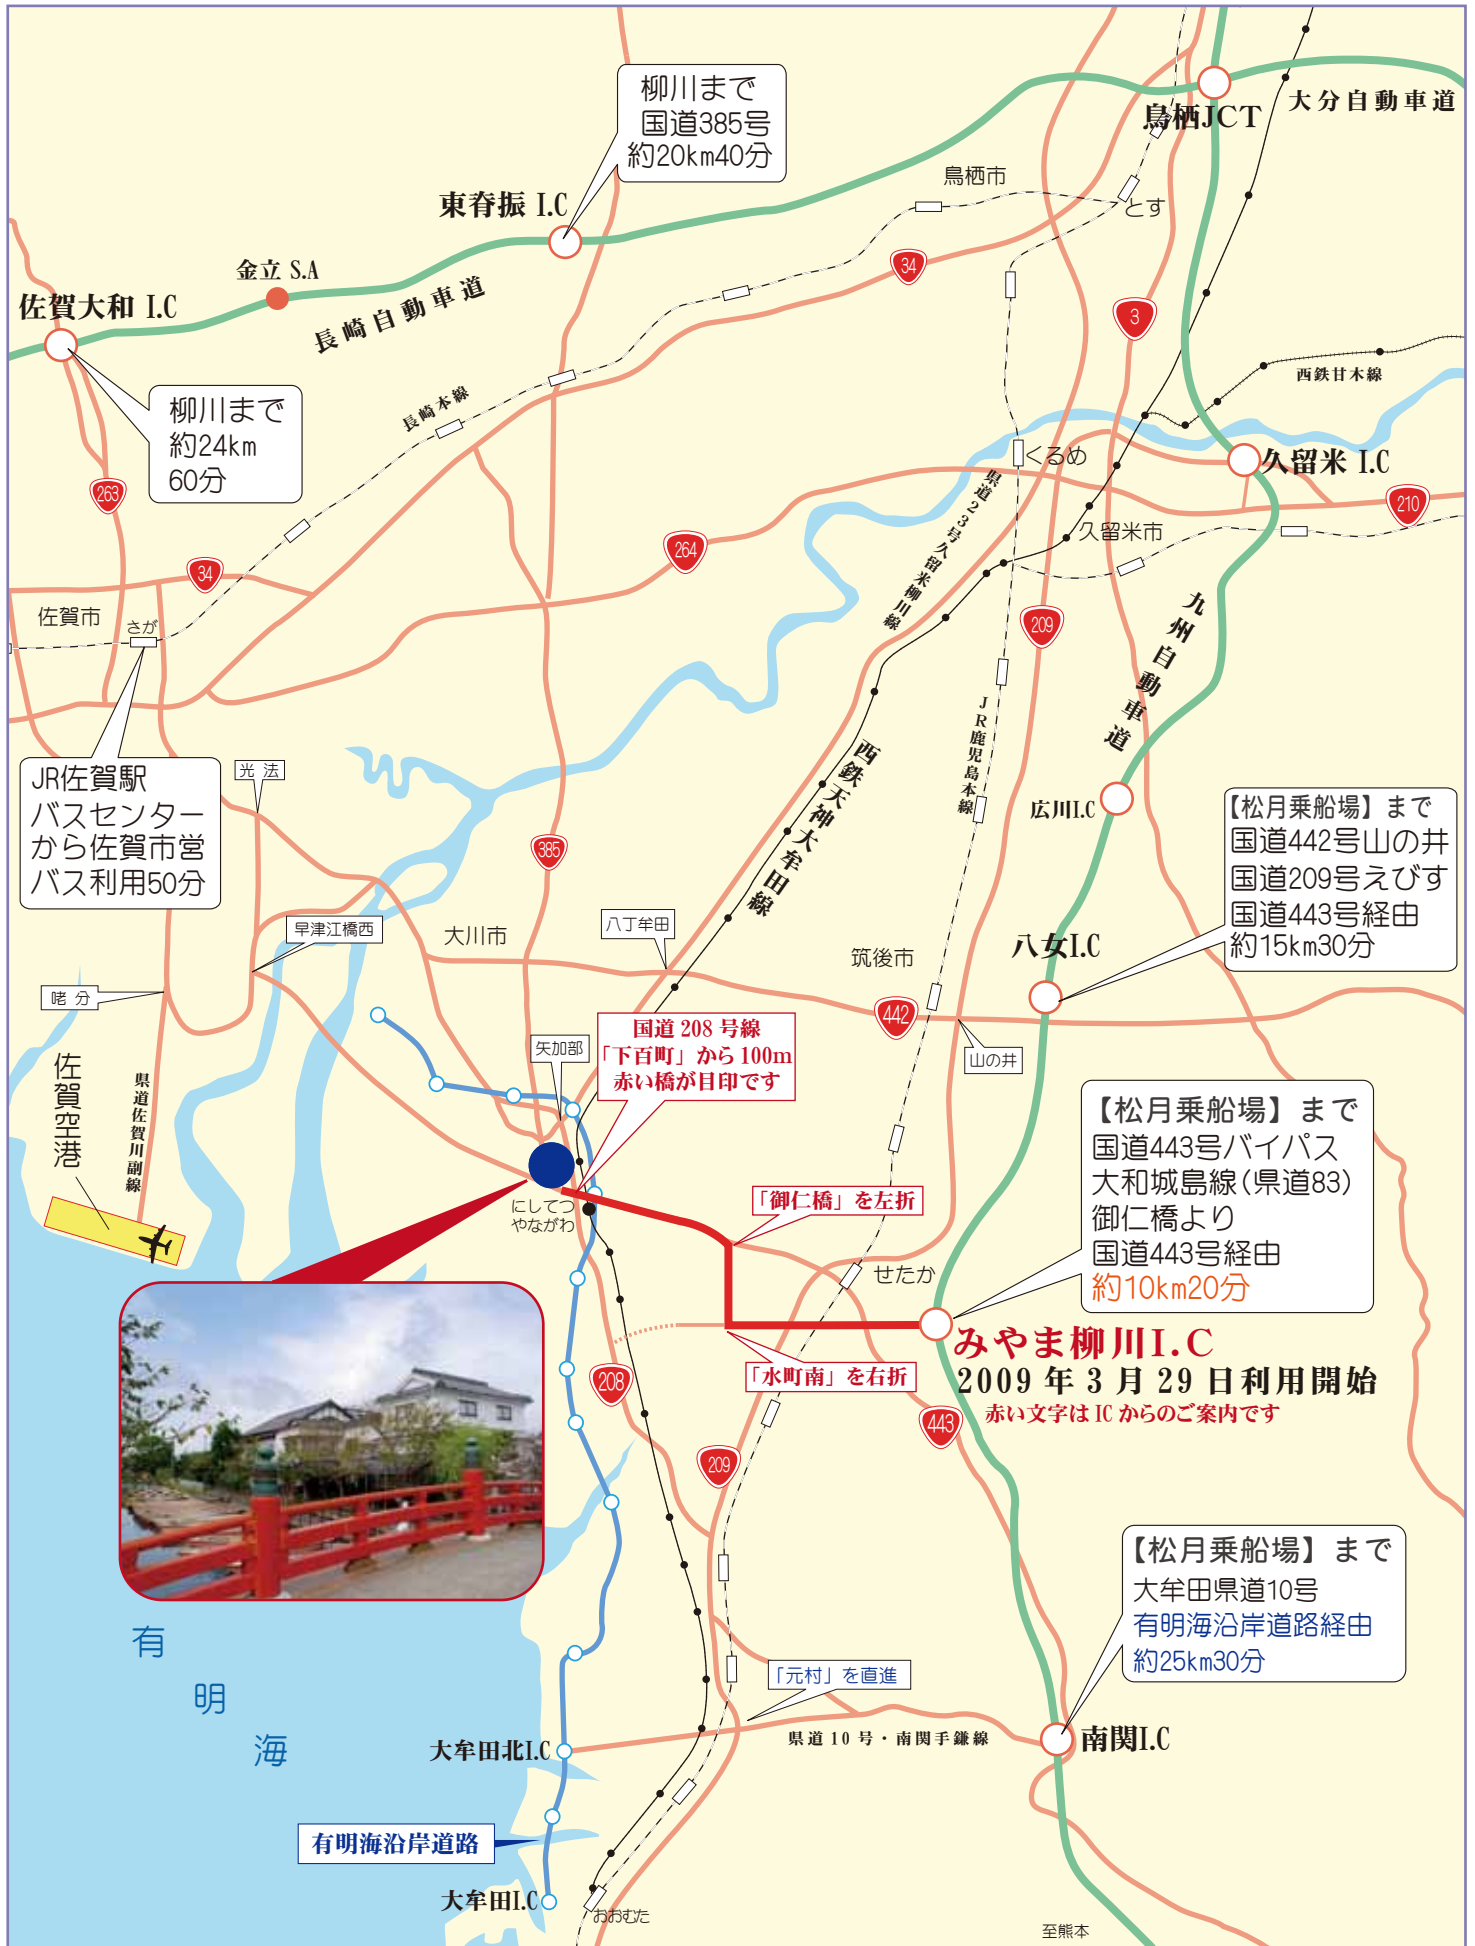 柳川まで
国道385号
約20km40分
鳥栖JCT
大分自動車道
鳥栖市
とす
東脊振 I.C
金立 S.A
長崎自動車道
佐賀大和 I.C
34
3
柳川まで
約24km
60分
長崎本線
西鉄甘木線
くるめ
久留米 I.C
263
県道23号久留米柳川線
210
久留米市
264
34
佐賀市
さが
209
九州自動車道
JR鹿児島本線
西鉄天神大牟田線
JR佐賀駅
バスセンター
から佐賀市営
バス利用50分
光 法
広川I.C
385
【松月乗船場】まで
国道442号山の井
国道209号えびす
国道443号経由
約15km30分
早津江橋西
大川市
八丁牟田
筑後市
八女I.C
咾 分
442
山の井
国道 208 号線
「下百町」から 100m
赤い橋が目印です
矢加部
佐賀空港
県道佐賀川副線
【松月乗船場】まで
国道443号バイパス
大和城島線(県道83)
御仁橋より
国道443号経由
約10km20分
にしてつ
やながわ
「御仁橋」を左折
せたか
みやま柳川I.C
2009 年 3 月 29 日利用開始
赤い文字は IC からのご案内です
「水町南」を右折
208
443
209
【松月乗船場】まで
大牟田県道10号
有明海沿岸道路経由
約25km30分
有明海
「元村」を直進
県道 10 号・南関手鎌線
南関I.C
大牟田北I.C
有明海沿岸道路
大牟田I.C
おおむた
至熊本